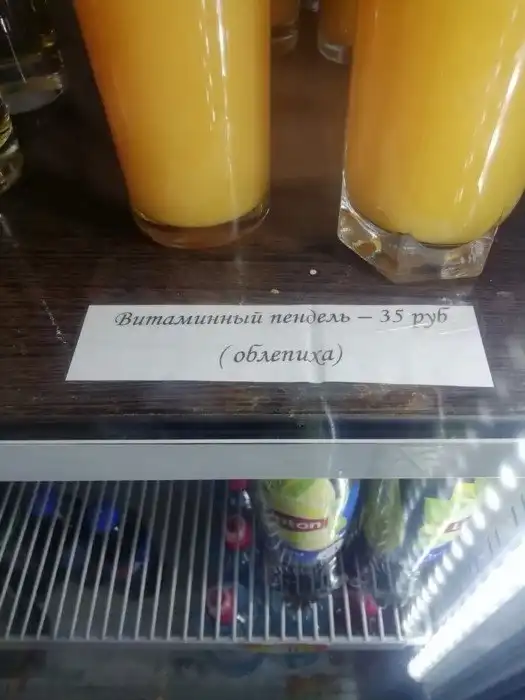 Витаминный пендель – 35 руб
( облепиха)